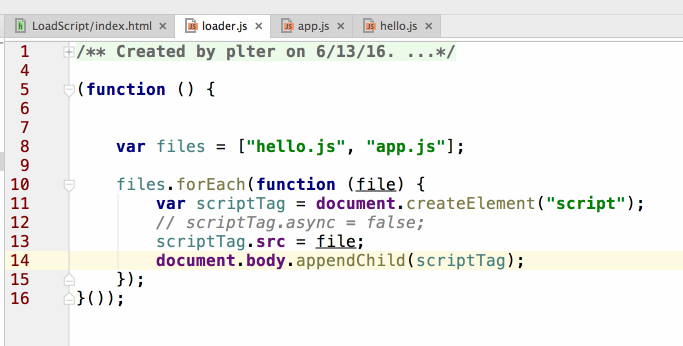 LoadScript/index.html × loader.js × app.js × hello.js ×
1 /** Created by plter on 6/13/16. ...*/
4
5 (function () {
6
7
8 var files = ["hello.js", "app.js"];
9
10 files.forEach(function (file) {
11 var scriptTag = document.createElement("script");
12 // scriptTag.async = false;
13 scriptTag.src = file;
14 document.body.appendChild(scriptTag);
15 });
16 }());